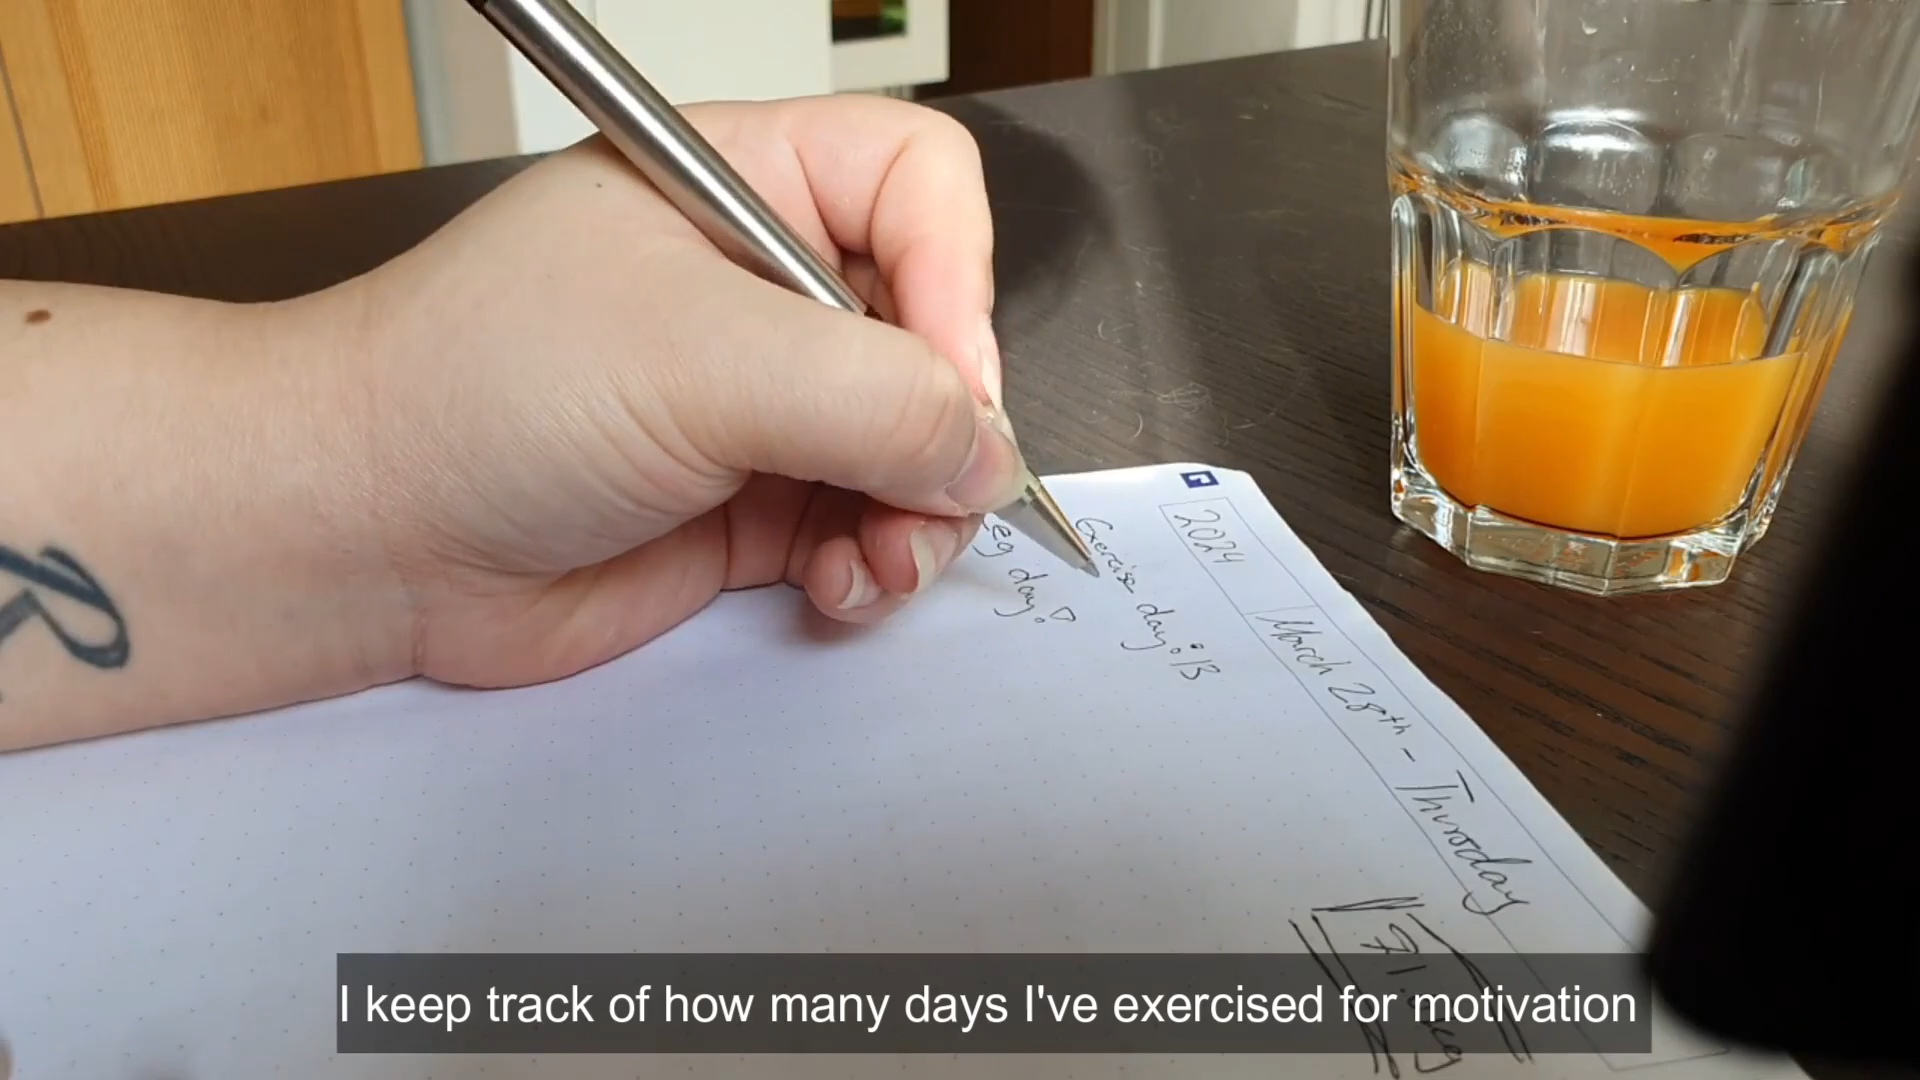 2024
March 28th - Thursday
Exercise day: 13
Leg day!
I keep track of how many days I've exercised for motivation